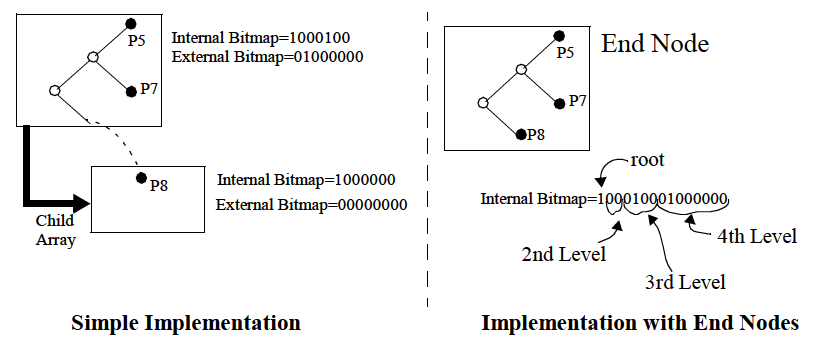 P5
P7
Internal Bitmap=1000100
External Bitmap=01000000
P8
Internal Bitmap=1000000
External Bitmap=00000000
Child
Array
Simple Implementation
P5
P7
P8
End Node
root
Internal Bitmap=100010001000000
2nd Level
3rd Level
4th Level
Implementation with End Nodes